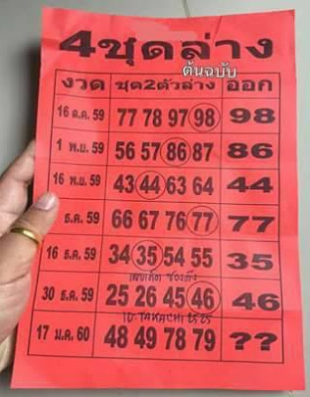 4ชุดล่าง
ต้นฉบับ
งวด ชุด2ตัวล่าง ออก
16 ต.ค. 59 77 78 97 98 98
1 พ.ย. 59 56 57 86 87 86
16 พ.ย. 59 43 44 63 64 44
ธ.ค. 59 66 67 76 77 77
16 ธ.ค. 59 34 35 54 55 35
30 ธ.ค. 59 25 26 45 46 46
ID: TAKACHI 2525
17 ม.ค. 60 48 49 78 79 ??